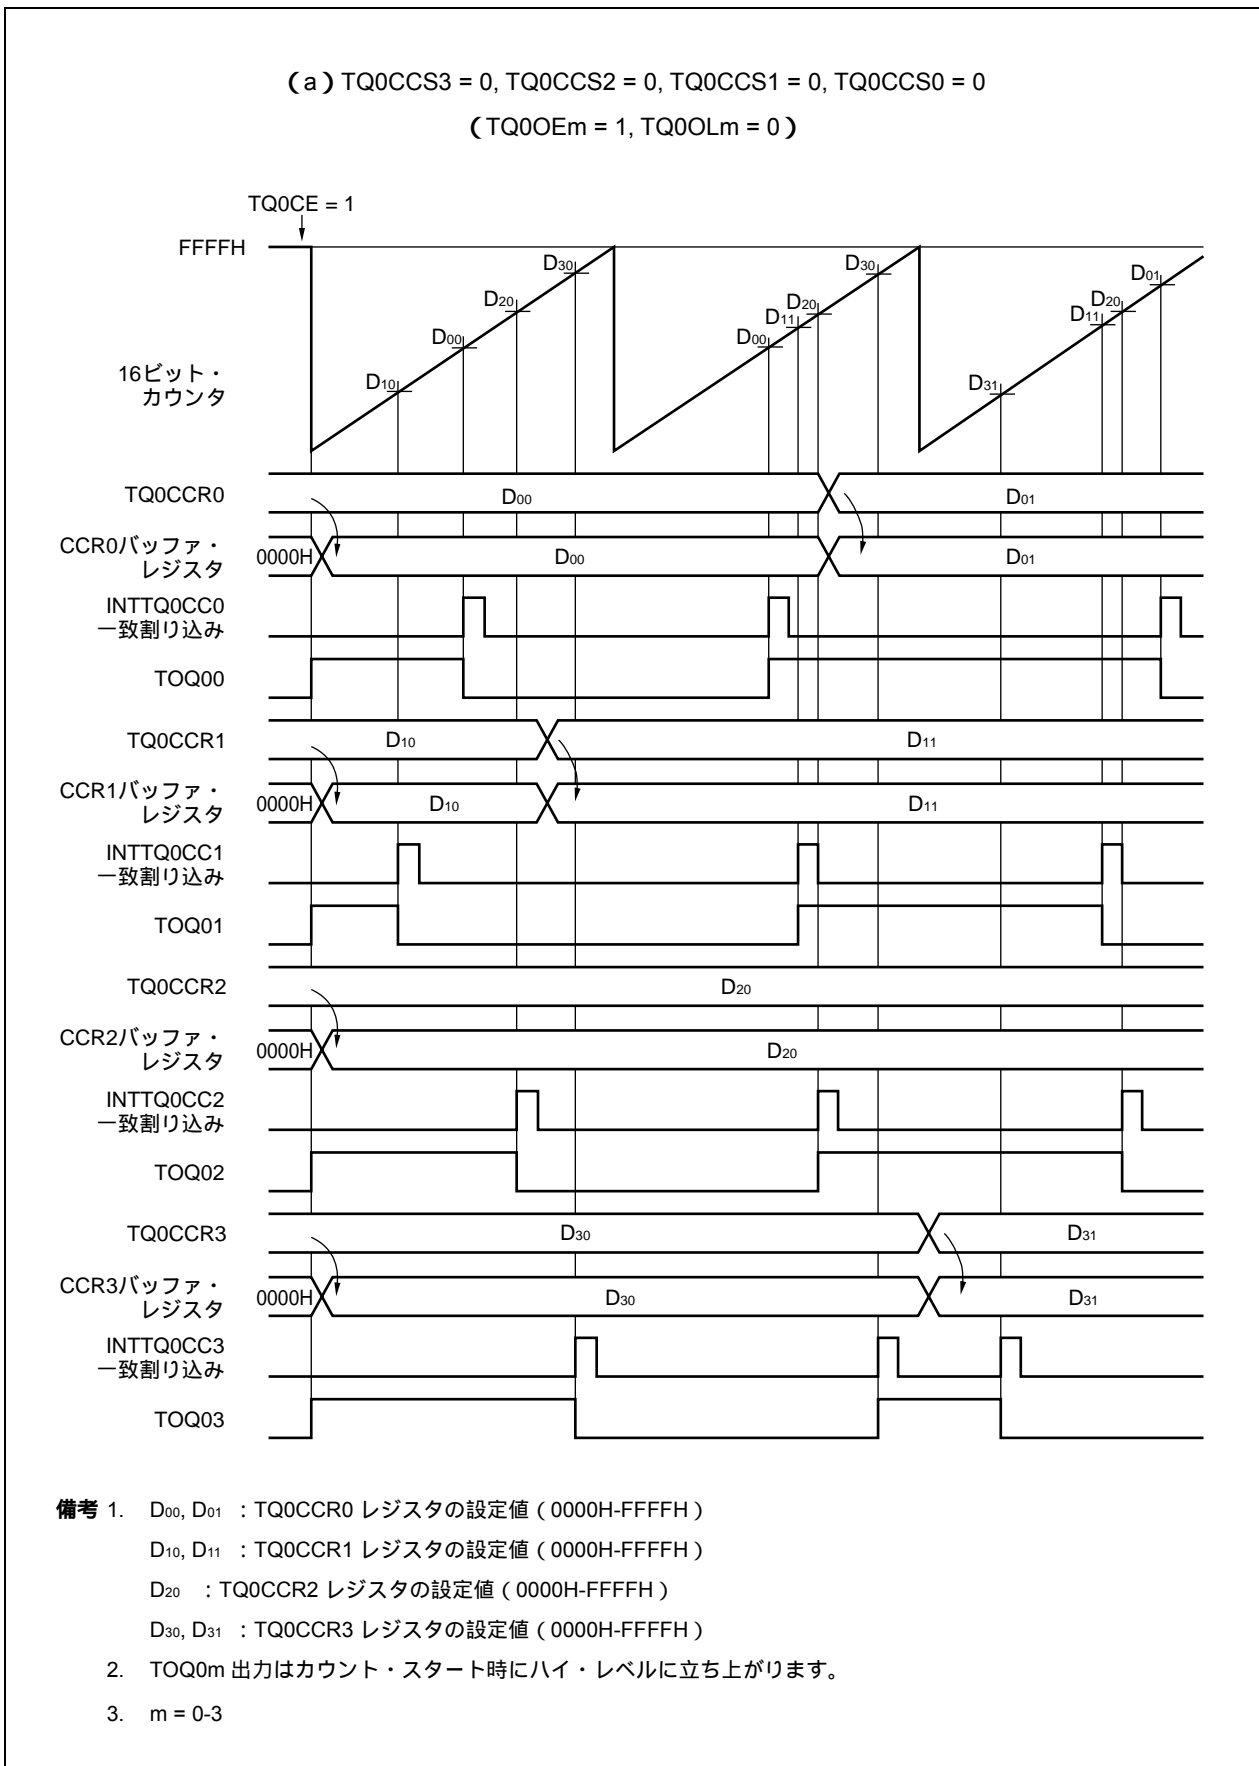 (a) TQ0CCS3 = 0, TQ0CCS2 = 0, TQ0CCS1 = 0, TQ0CCS0 = 0
(TQ0OEm = 1, TQ0OLm = 0)
TQ0CE = 1
FFFFH
D30 D30 D01
D20 D20 D20
D11 D11
D00 D00
16ビット・
カウンタ
D10 D31
TQ0CCR0 D00 D01
CCR0バッファ・
レジスタ
0000H D00 D01
INTTQ0CC0
一致割り込み
TOQ00
TQ0CCR1 D10 D11
CCR1バッファ・
レジスタ
0000H D10 D11
INTTQ0CC1
一致割り込み
TOQ01
TQ0CCR2 D20
CCR2バッファ・
レジスタ
0000H D20
INTTQ0CC2
一致割り込み
TOQ02
TQ0CCR3 D30 D31
CCR3バッファ・
レジスタ
0000H D30 D31
INTTQ0CC3
一致割り込み
TOQ03
備考 1. D00, D01 : TQ0CCR0 レジスタの設定値(0000H-FFFFH)
D10, D11 : TQ0CCR1 レジスタの設定値(0000H-FFFFH)
D20 : TQ0CCR2 レジスタの設定値(0000H-FFFFH)
D30, D31 : TQ0CCR3 レジスタの設定値(0000H-FFFFH)
2. TOQ0m 出力はカウント・スタート時にハイ・レベルに立ち上がります。
3. m = 0-3